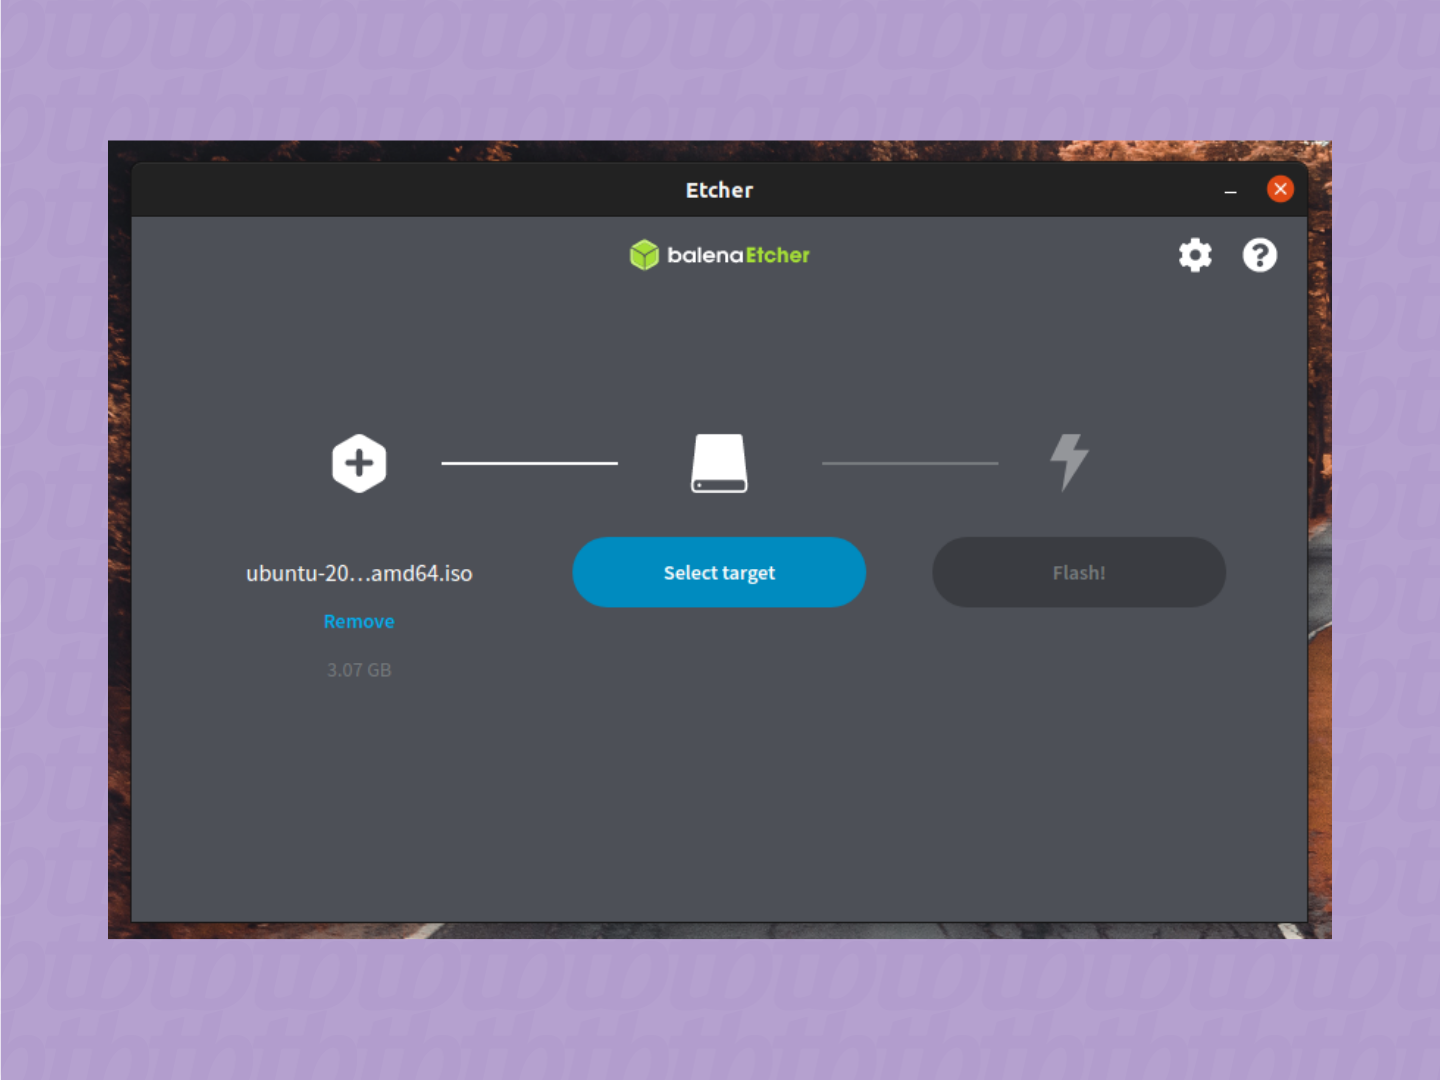 Etcher
balenaEtcher
ubuntu-20...amd64.iso
Select target
Flash!
Remove
3.07 GB